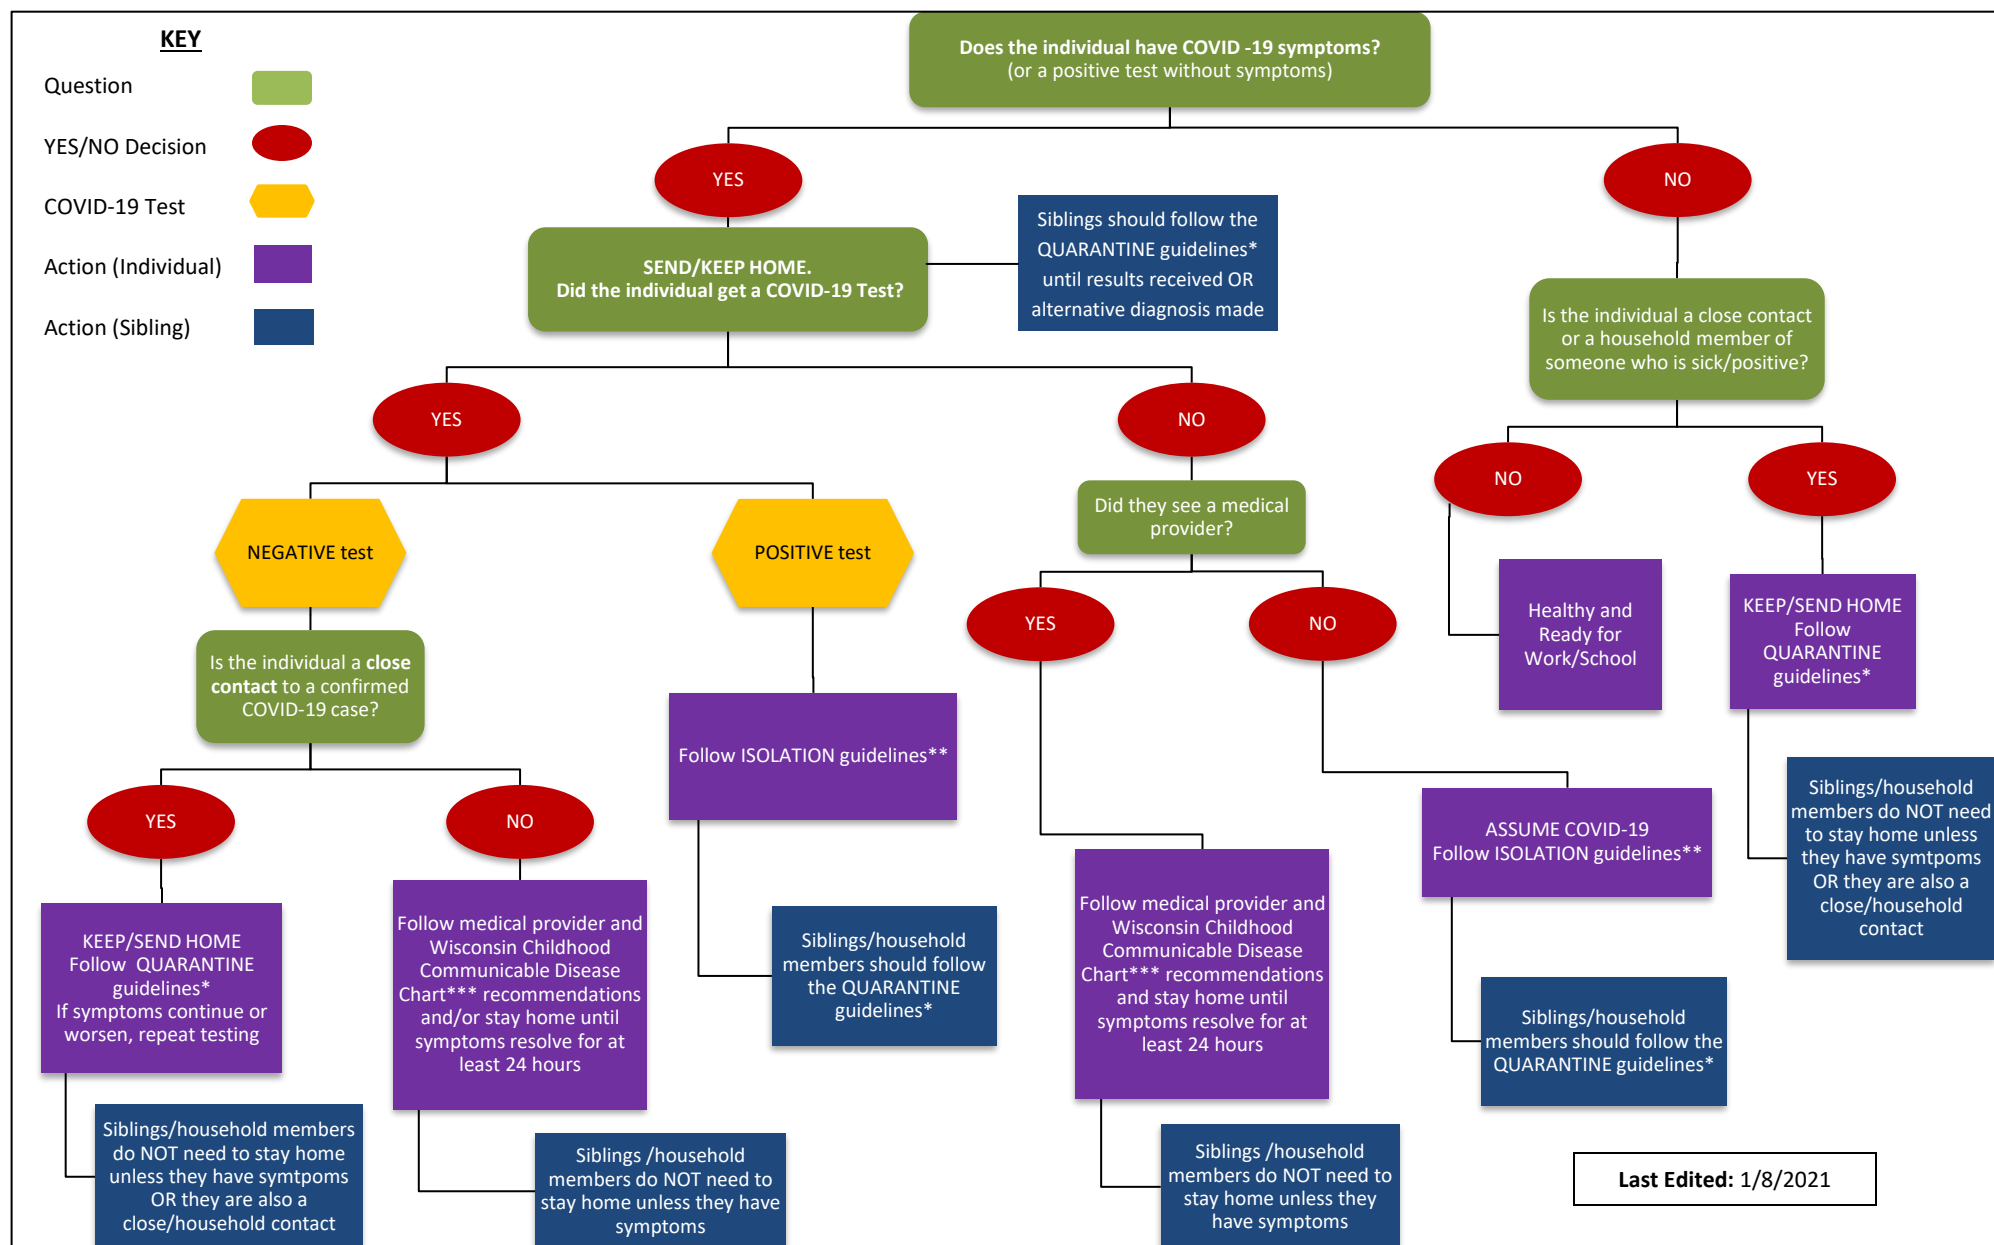 KEY
Question
YES/NO Decision
COVID-19 Test
Action (Individual)
Action (Sibling)
Does the individual have COVID -19 symptoms?
(or a positive test without symptoms)
YES
NO
SEND/KEEP HOME.
Did the individual get a COVID-19 Test?
Siblings should follow the
QUARANTINE guidelines*
until results received OR
alternative diagnosis made
Is the individual a close contact
or a household member of
someone who is sick/positive?
YES
NO
NO
YES
NEGATIVE test
POSITIVE test
Did they see a medical
provider?
YES
NO
Healthy and
Ready for
Work/School
KEEP/SEND HOME
Follow
QUARANTINE
guidelines*
Is the individual a close
contact to a confirmed
COVID-19 case?
Follow ISOLATION guidelines**
YES
NO
ASSUME COVID-19
Follow ISOLATION guidelines**
Siblings/household
members do NOT need
to stay home unless
they have symtpoms
OR they are also a
close/household
contact
KEEP/SEND HOME
Follow  QUARANTINE
guidelines*
If symptoms continue or
worsen, repeat testing
Follow medical provider and
Wisconsin Childhood
Communicable Disease
Chart*** recommendations
and/or stay home until
symptoms resolve for at
least 24 hours
Siblings/household
members should follow
the QUARANTINE
guidelines*
Follow medical provider and
Wisconsin Childhood
Communicable Disease
Chart*** recommendations
and stay home until
symptoms resolve for at
least 24 hours
Siblings/household
members should follow the
QUARANTINE guidelines*
Siblings/household members
do NOT need to stay home
unless they have symtpoms
OR they are also a
close/household contact
Siblings /household
members do NOT need to
stay home unless they have
symptoms
Siblings /household
members do NOT need to
stay home unless they
have symptoms
Last Edited: 1/8/2021